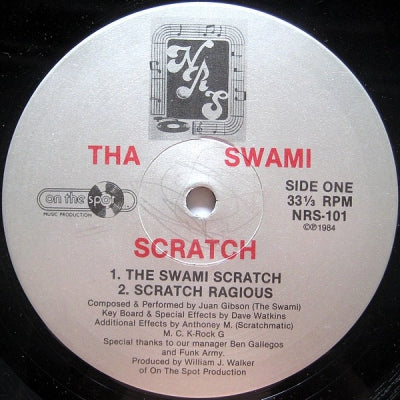 NRS
THA SWAMI
on the spot
MUSIC PRODUCTION
SIDE ONE
33⅓ RPM
NRS-101
©℗1984
SCRATCH
1. THE SWAMI SCRATCH
2. SCRATCH RAGIOUS
Composed & Performed by Juan Gibson (The Swami)
Key Board & Special Effects by Dave Watkins
Additional Effects by Anthoney M. (Scratchmatic)
M. C. K-Rock G
Special thanks to our manager Ben Gallegos
and Funk Army.
Produced by William J. Walker
of On The Spot Production